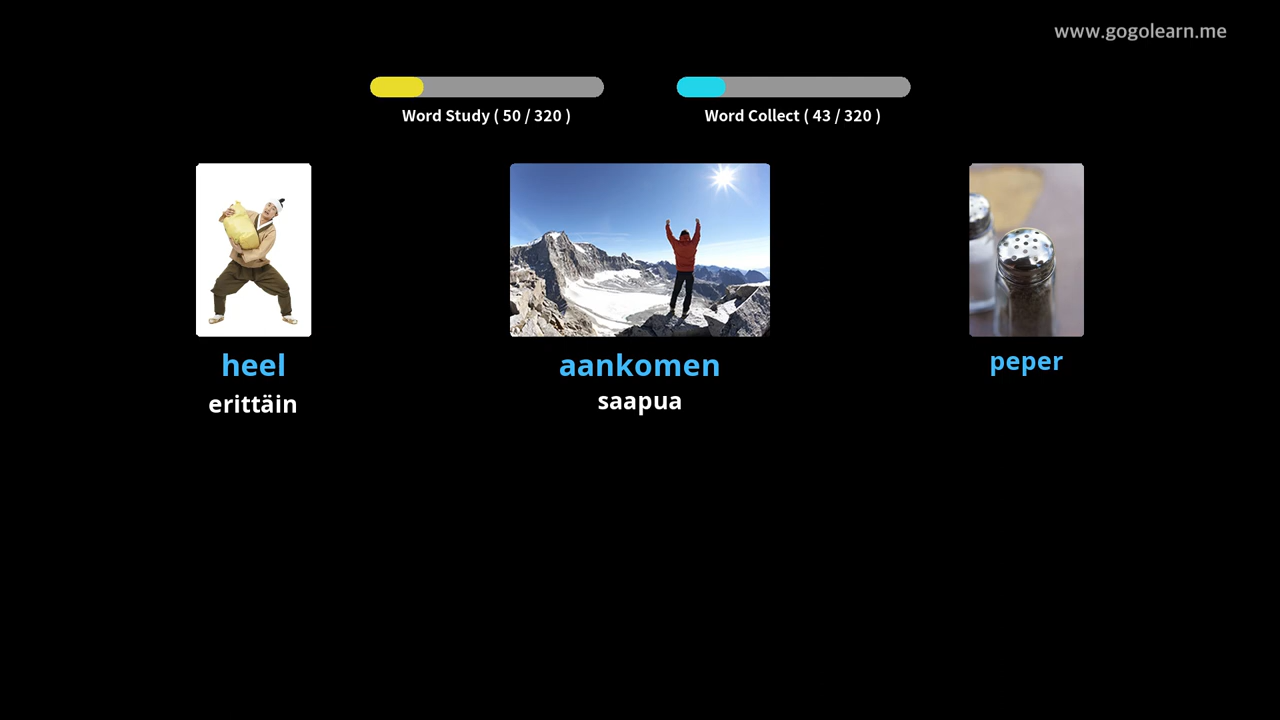 www.gogolearn.me
Word Study ( 50 / 320 )
Word Collect ( 43 / 320 )
heel
erittäin
aankomen
saapua
peper